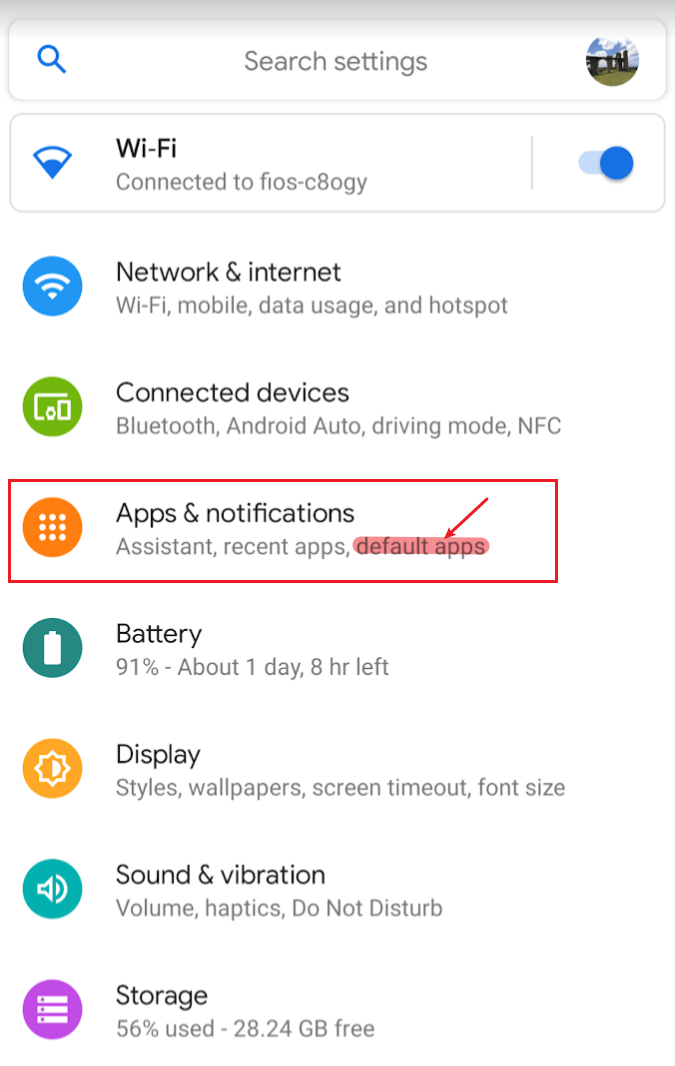 Search settings
Wi-Fi
Connected to fios-c8ogy
Network & internet
Wi-Fi, mobile, data usage, and hotspot
Connected devices
Bluetooth, Android Auto, driving mode, NFC
Apps & notifications
Assistant, recent apps, default apps
Battery
91% - About 1 day, 8 hr left
Display
Styles, wallpapers, screen timeout, font size
Sound & vibration
Volume, haptics, Do Not Disturb
Storage
56% used - 28.24 GB free